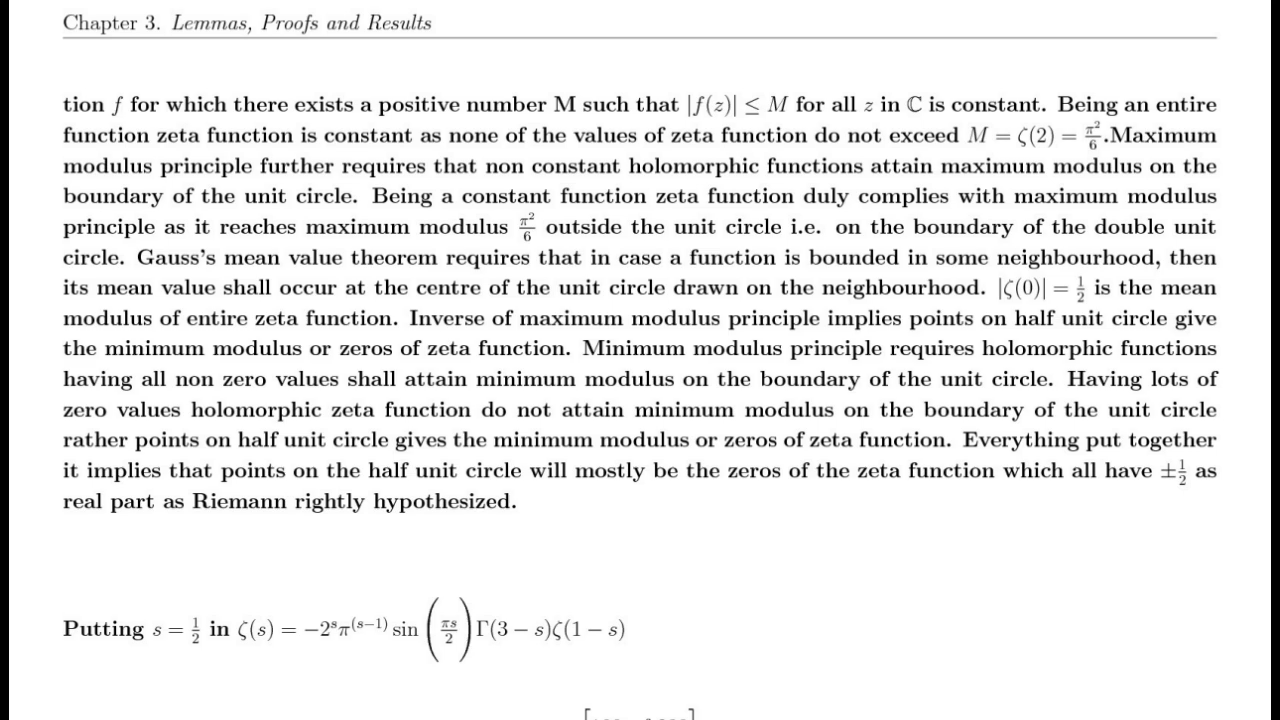 Chapter 3. Lemmas, Proofs and Results
tion f for which there exists a positive number M such that |f(z)| ≤ M for all z in ℂ is constant. Being an entire
function zeta function is constant as none of the values of zeta function do not exceed M = ζ(2) = π²/6.Maximum
modulus principle further requires that non constant holomorphic functions attain maximum modulus on the
boundary of the unit circle. Being a constant function zeta function duly complies with maximum modulus
principle as it reaches maximum modulus π²/6 outside the unit circle i.e. on the boundary of the double unit
circle. Gauss's mean value theorem requires that in case a function is bounded in some neighbourhood, then
its mean value shall occur at the centre of the unit circle drawn on the neighbourhood. |ζ(0)| = 1/2 is the mean
modulus of entire zeta function. Inverse of maximum modulus principle implies points on half unit circle give
the minimum modulus or zeros of zeta function. Minimum modulus principle requires holomorphic functions
having all non zero values shall attain minimum modulus on the boundary of the unit circle. Having lots of
zero values holomorphic zeta function do not attain minimum modulus on the boundary of the unit circle
rather points on half unit circle gives the minimum modulus or zeros of zeta function. Everything put together
it implies that points on the half unit circle will mostly be the zeros of the zeta function which all have ±1/2 as
real part as Riemann rightly hypothesized.
Putting s = 1/2 in ζ(s) = −2^s π^(s−1) sin(πs/2) Γ(3 − s)ζ(1 − s)